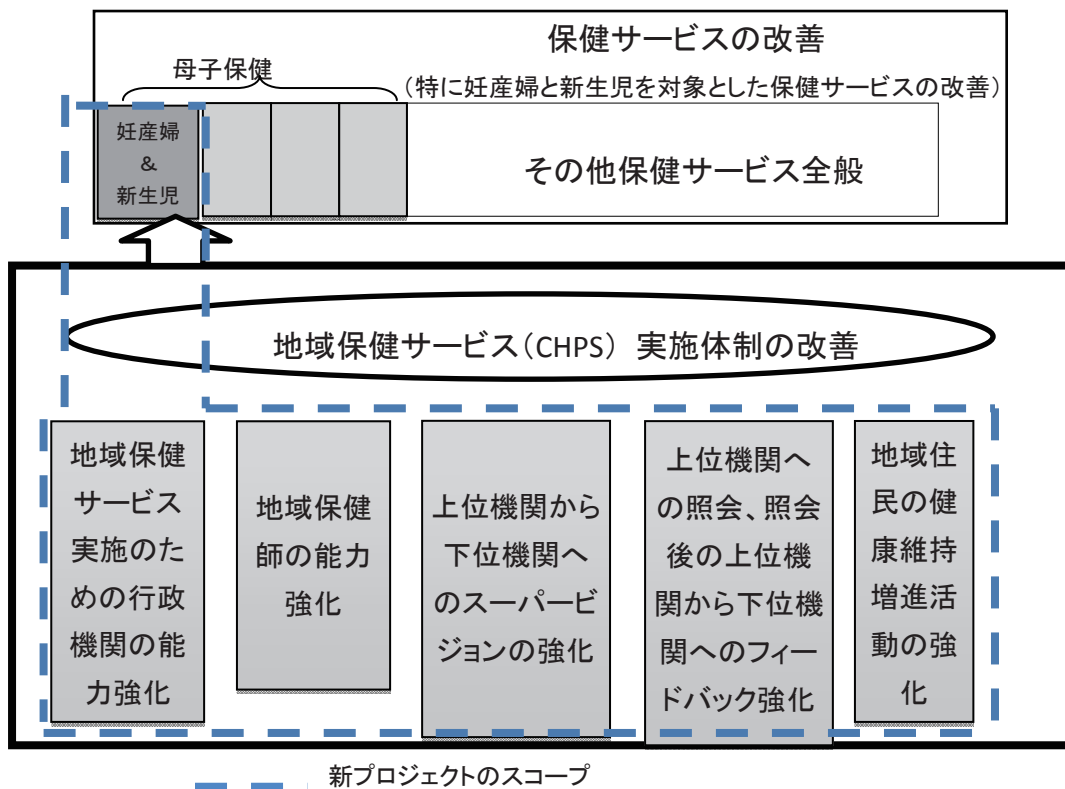 保健サービスの改善
母子保健
(特に妊産婦と新生児を対象とした保健サービスの改善)
妊産婦
&
新生児
その他保健サービス全般
地域保健サービス(CHPS) 実施体制の改善
地域保健
サービス
実施のた
めの行政
機関の能
力強化
地域保健
師の能力
強化
上位機関から
下位機関へ
のスーパービ
ジョンの強化
上位機関へ
の照会、照会
後の上位機
関から下位機
関へのフィー
ドバック強化
地域住
民の健
康維持
増進活
動の強
化
新プロジェクトのスコープ